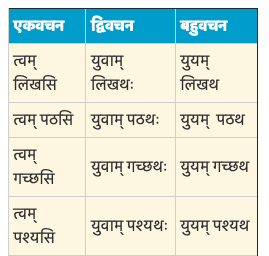 एकवचन द्विवचन बहुवचन
त्वम् लिखसि युवाम् लिखथः युयम् लिखथ
त्वम् पठसि युवाम् पठथः युयम् पठथ
त्वम् गच्छसि युवाम् गच्छथः युयम् गच्छथ
त्वम् पश्यसि युवाम् पश्यथः युयम् पश्यथ